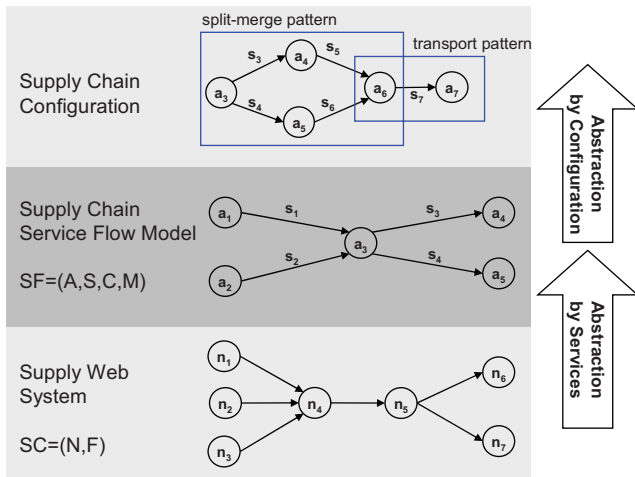 split-merge pattern
transport pattern
Supply Chain
Configuration
a3
s3
a4
s5
s4
a5
s6
a6
s7
a7
Abstraction
by Configuration
Supply Chain
Service Flow Model
SF=(A,S,C,M)
a1
s1
a2
s2
a3
s3
a4
s4
a5
Abstraction
by Services
Supply Web
System
SC=(N,F)
n1
n2
n3
n4
n5
n6
n7